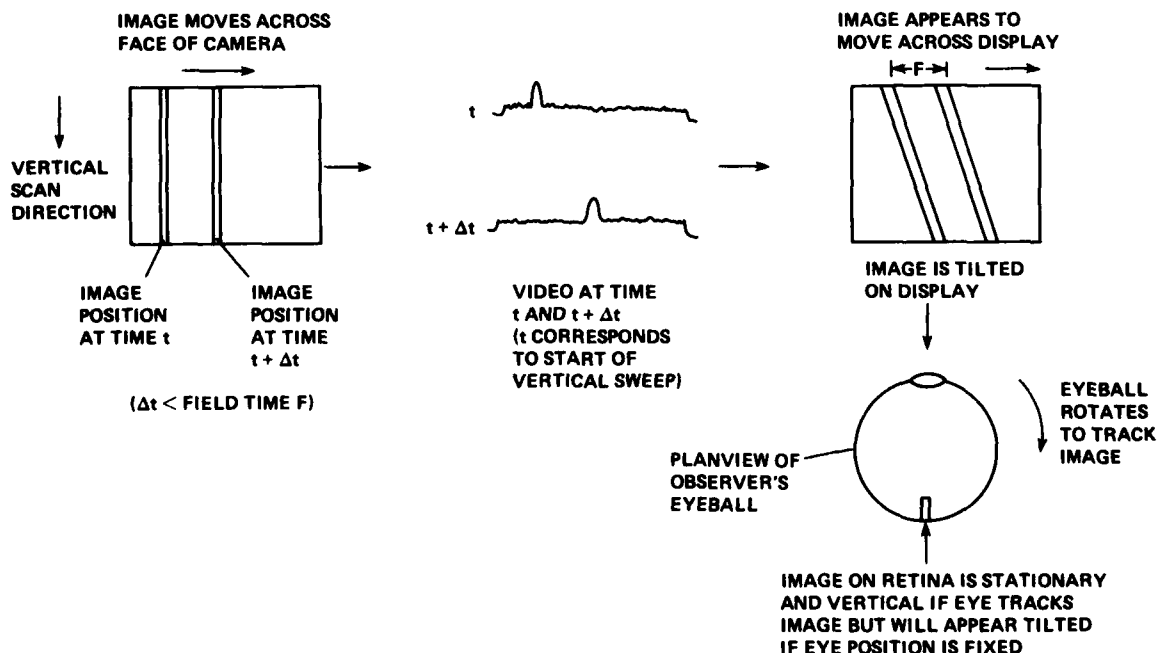 IMAGE MOVES ACROSS
FACE OF CAMERA
VERTICAL
SCAN
DIRECTION
IMAGE
POSITION
AT TIME t
IMAGE
POSITION
AT TIME
t + Δt
(Δt < FIELD TIME F)
t
t + Δt
VIDEO AT TIME
t AND t + Δt
(t CORRESPONDS
TO START OF
VERTICAL SWEEP)
IMAGE APPEARS TO
MOVE ACROSS DISPLAY
F
IMAGE IS TILTED
ON DISPLAY
EYEBALL
ROTATES
TO TRACK
IMAGE
PLANVIEW OF
OBSERVER'S
EYEBALL
IMAGE ON RETINA IS STATIONARY
AND VERTICAL IF EYE TRACKS
IMAGE BUT WILL APPEAR TILTED
IF EYE POSITION IS FIXED